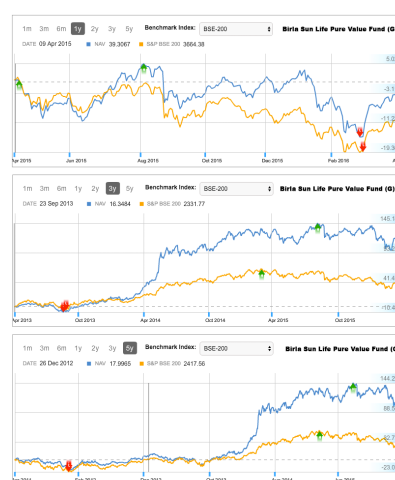 1m 3m 6m 1y 2y 3y 5y Benchmark Index: BSE-200 Birla Sun Life Pure Value Fund (G
DATE 09 Apr 2015 NAV 39.3067 S&P BSE 200 3664.38
5.0
-3.1
-11.2
-19.3
Apr 2015 Jun 2015 Aug 2015 Oct 2015 Dec 2015 Feb 2016 A
1m 3m 6m 1y 2y 3y 5y Benchmark Index: BSE-200 Birla Sun Life Pure Value Fund (G)
DATE 23 Sep 2013 NAV 16.3484 S&P BSE 200 2331.77
145.1
41.4
-10.4
Apr 2013 Oct 2013 Apr 2014 Oct 2014 Apr 2015 Oct 2015
1m 3m 6m 1y 2y 3y 5y Benchmark Index: BSE-200 Birla Sun Life Pure Value Fund (G)
DATE 26 Dec 2012 NAV 17.9965 S&P BSE 200 2417.56
144.2
88.5
32.7
-23.0